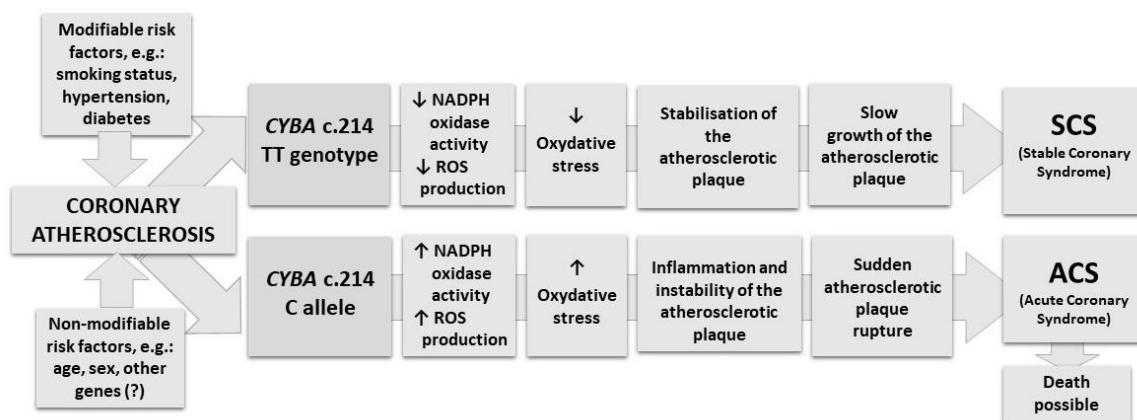 Modifiable risk
factors, e.g.:
smoking status,
hypertension,
diabetes
CORONARY
ATHEROSCLEROSIS
Non-modifiable
risk factors, e.g.:
age, sex, other
genes (?)
CYBA c.214
TT genotype
↓ NADPH
oxidase
activity
↓ ROS
production
↓
Oxydative
stress
Stabilisation of
the
atherosclerotic
plaque
Slow
growth of the
atherosclerotic
plaque
SCS
(Stable Coronary
Syndrome)
CYBA c.214
C allele
↑ NADPH
oxidase
activity
↑ ROS
production
↑
Oxydative
stress
Inflammation and
instability of the
atherosclerotic
plaque
Sudden
atherosclerotic
plaque
rupture
ACS
(Acute Coronary
Syndrome)
Death
possible